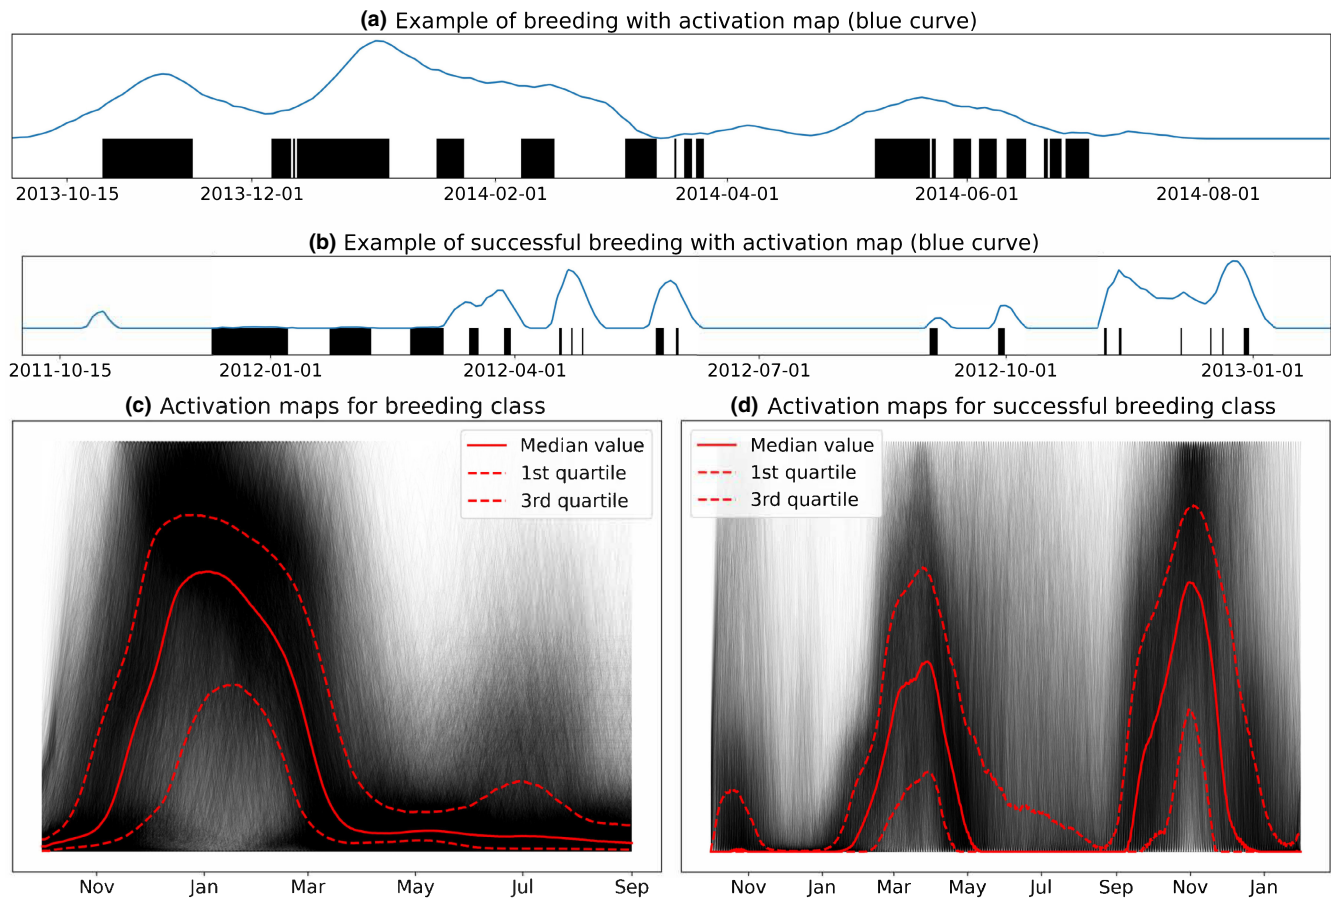 (a) Example of breeding with activation map (blue curve)
2013-10-15 2013-12-01 2014-02-01 2014-04-01 2014-06-01 2014-08-01
(b) Example of successful breeding with activation map (blue curve)
2011-10-15 2012-01-01 2012-04-01 2012-07-01 2012-10-01 2013-01-01
(c) Activation maps for breeding class
Median value
1st quartile
3rd quartile
Nov Jan Mar May Jul Sep
(d) Activation maps for successful breeding class
Median value
1st quartile
3rd quartile
Nov Jan Mar May Jul Sep Nov Jan